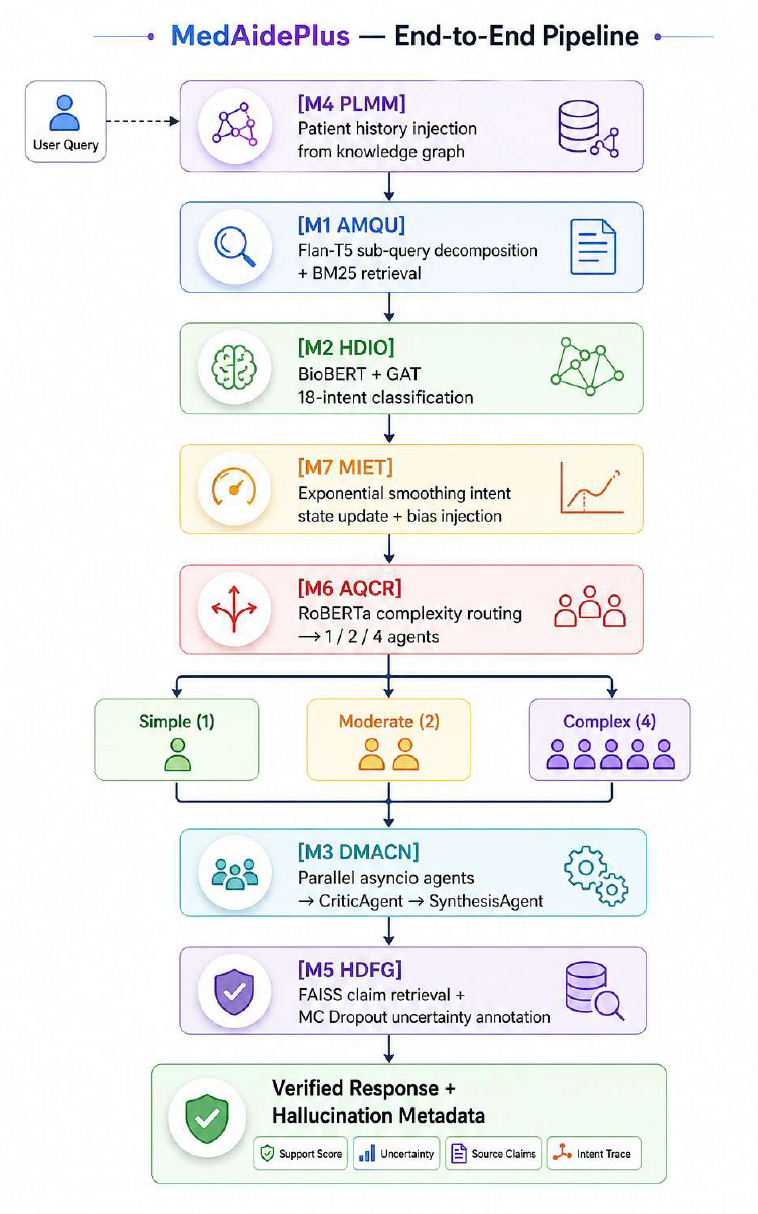 MedAidePlus — End-to-End Pipeline
User Query
[M4 PLMM]
Patient history injection
from knowledge graph
[M1 AMQU]
Flan-T5 sub-query decomposition
+ BM25 retrieval
[M2 HDIO]
BioBERT + GAT
18-intent classification
[M7 MIET]
Exponential smoothing intent
state update + bias injection
[M6 AQCR]
RoBERTa complexity routing
→ 1 / 2 / 4 agents
Simple (1)
Moderate (2)
Complex (4)
[M3 DMACN]
Parallel asyncio agents
→ CriticAgent → SynthesisAgent
[M5 HDFG]
FAISS claim retrieval +
MC Dropout uncertainty annotation
Verified Response +
Hallucination Metadata
Support Score
Uncertainty
Source Claims
Intent Trace